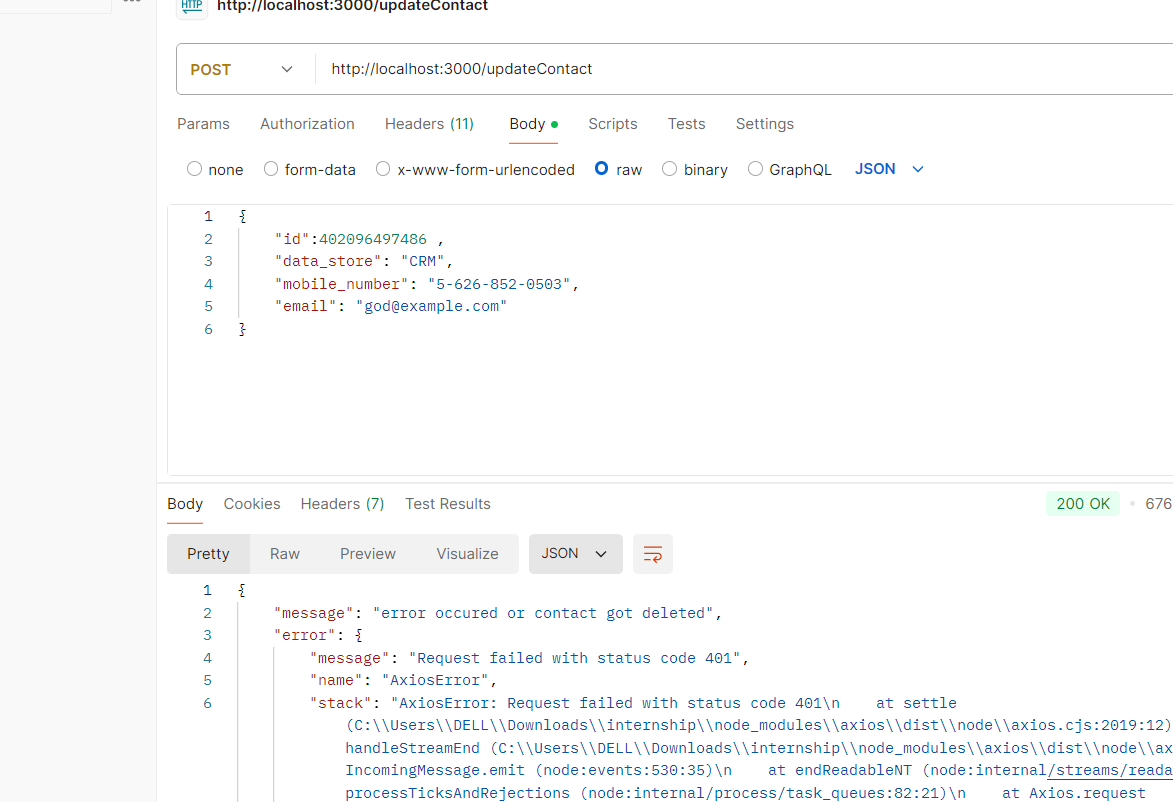 HTTP http://localhost:3000/updateContact
POST http://localhost:3000/updateContact
Params Authorization Headers (11) Body Scripts Tests Settings
none form-data x-www-form-urlencoded raw binary GraphQL JSON
1 {
2 "id":402096497486 ,
3 "data_store": "CRM",
4 "mobile_number": "5-626-852-0503",
5 "email": "god@example.com"
6 }
Body Cookies Headers (7) Test Results 200 OK 676
Pretty Raw Preview Visualize JSON
1 {
2 "message": "error occured or contact got deleted",
3 "error": {
4 "message": "Request failed with status code 401",
5 "name": "AxiosError",
6 "stack": "AxiosError: Request failed with status code 401\n    at settle
(C:\\Users\\DELL\\Downloads\\internship\\node_modules\\axios\\dist\\node\\axios.cjs:2019:12)
handleStreamEnd (C:\\Users\\DELL\\Downloads\\internship\\node_modules\\axios\\dist\\node\\ax
IncomingMessage.emit (node:events:530:35)\n    at endReadableNT (node:internal/streams/reada
processTicksAndRejections (node:internal/process/task_queues:82:21)\n    at Axios.request